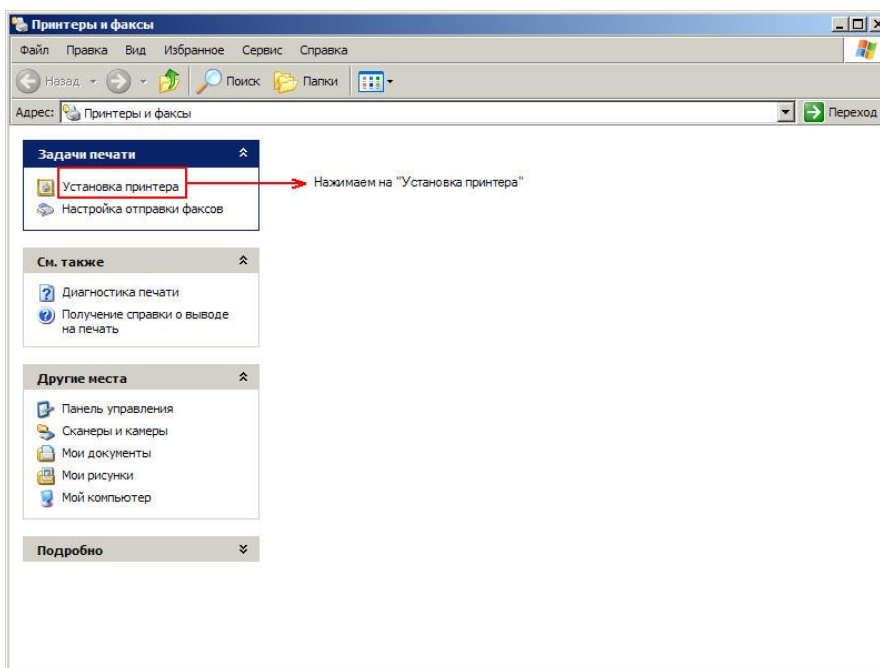 Принтеры и факсы
Файл Правка Вид Избранное Сервис Справка
Назад Поиск Папки
Адрес: Принтеры и факсы Переход
Задачи печати
Установка принтера
Нажимаем на "Установка принтера"
Настройка отправки факсов
См. также
Диагностика печати
Получение справки о выводе
на печать
Другие места
Панель управления
Сканеры и камеры
Мои документы
Мои рисунки
Мой компьютер
Подробно